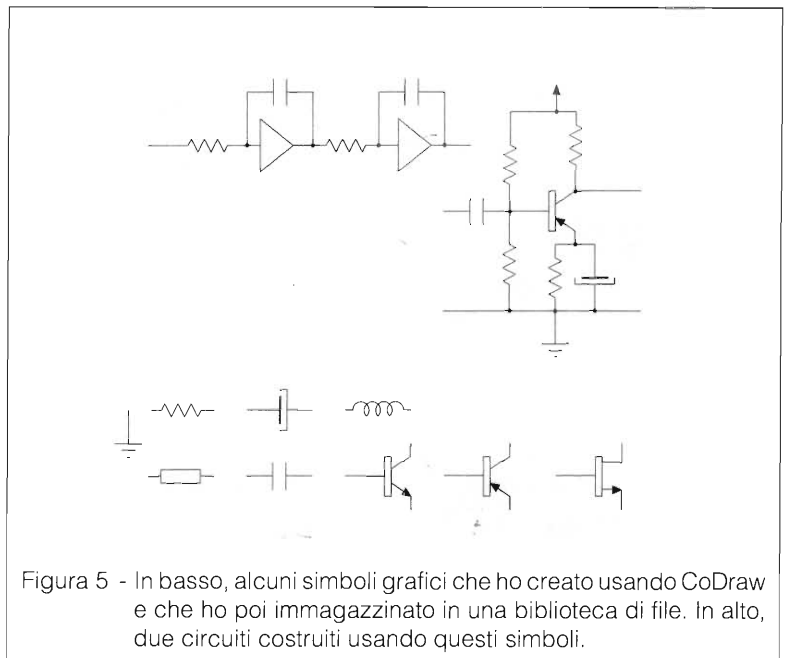 Figura 5 - In basso, alcuni simboli grafici che ho creato usando CoDraw
e che ho poi immagazzinato in una biblioteca di file. In alto,
due circuiti costruiti usando questi simboli.